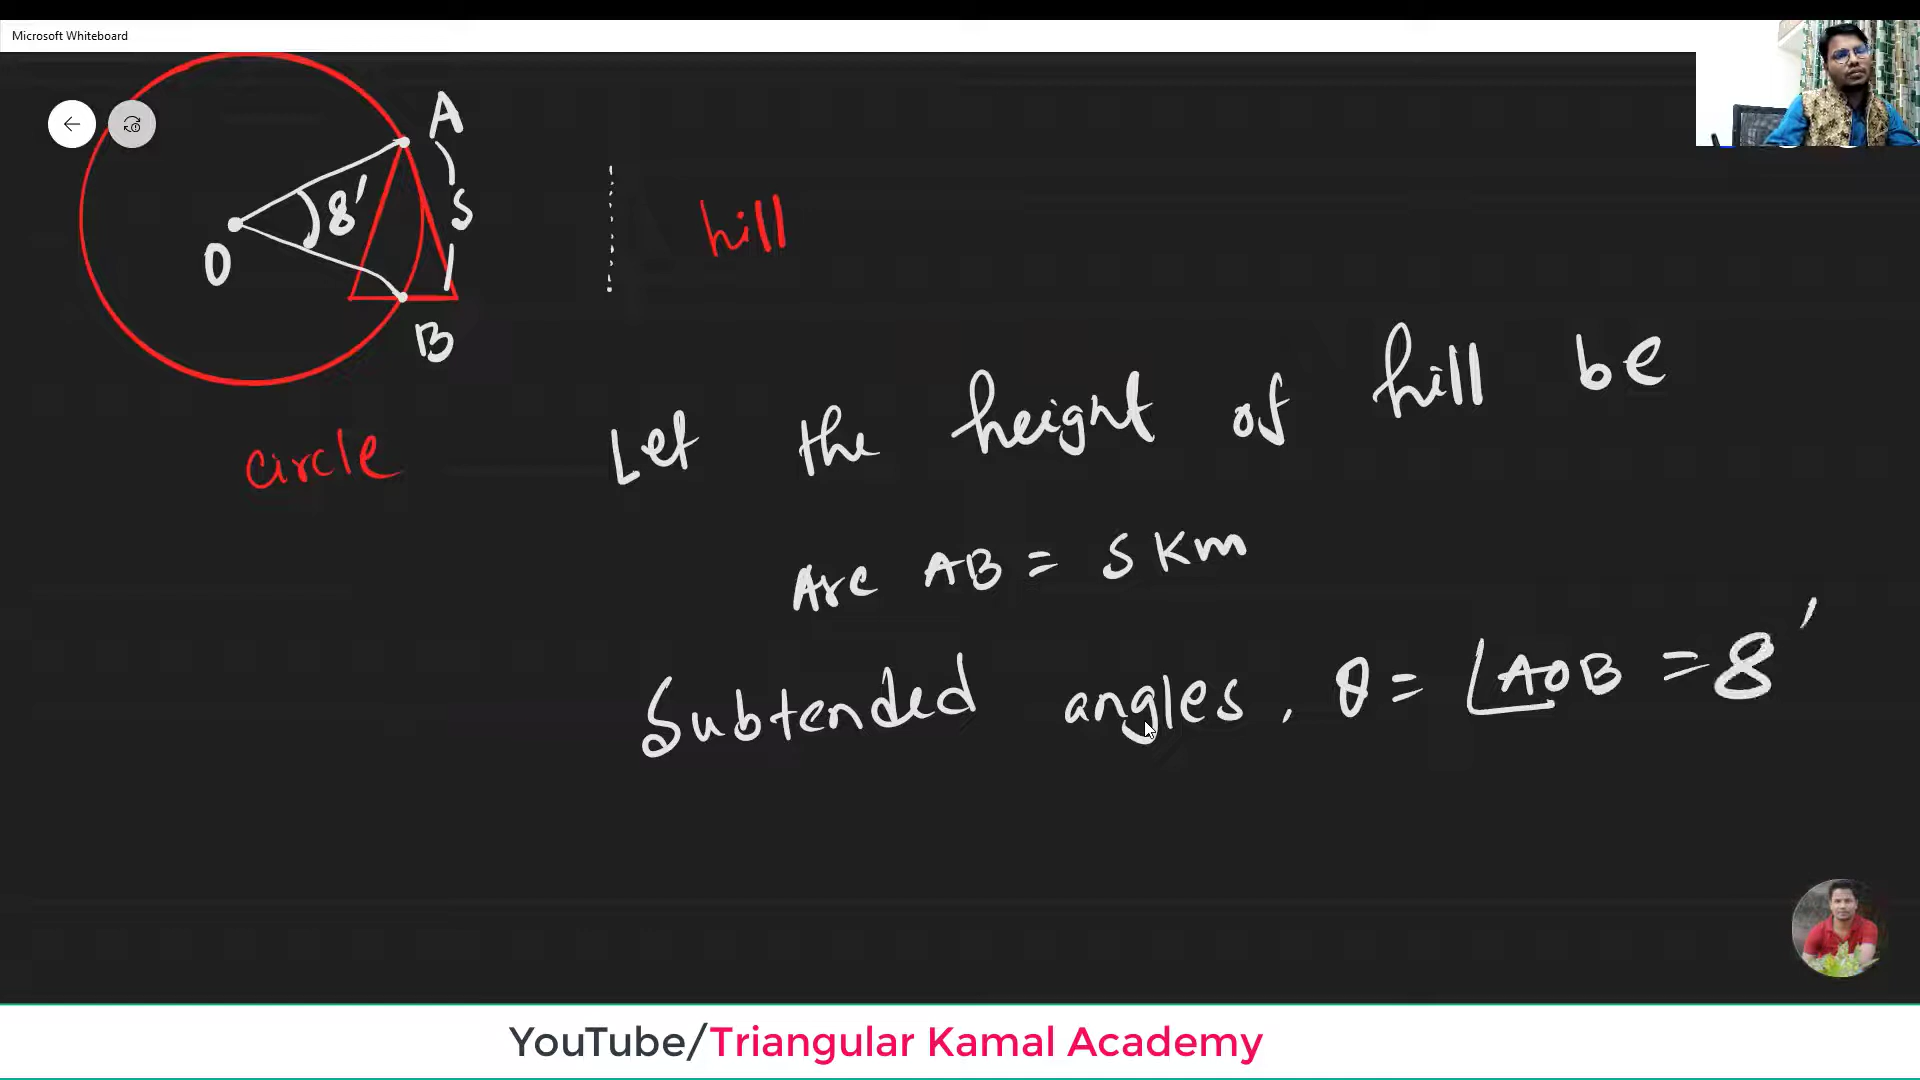 Microsoft Whiteboard
A
8'
S
O
B
hill
circle
Let the height of hill be
Arc AB = S Km
Subtended angles, θ = ∠AOB = 8'
YouTube/Triangular Kamal Academy